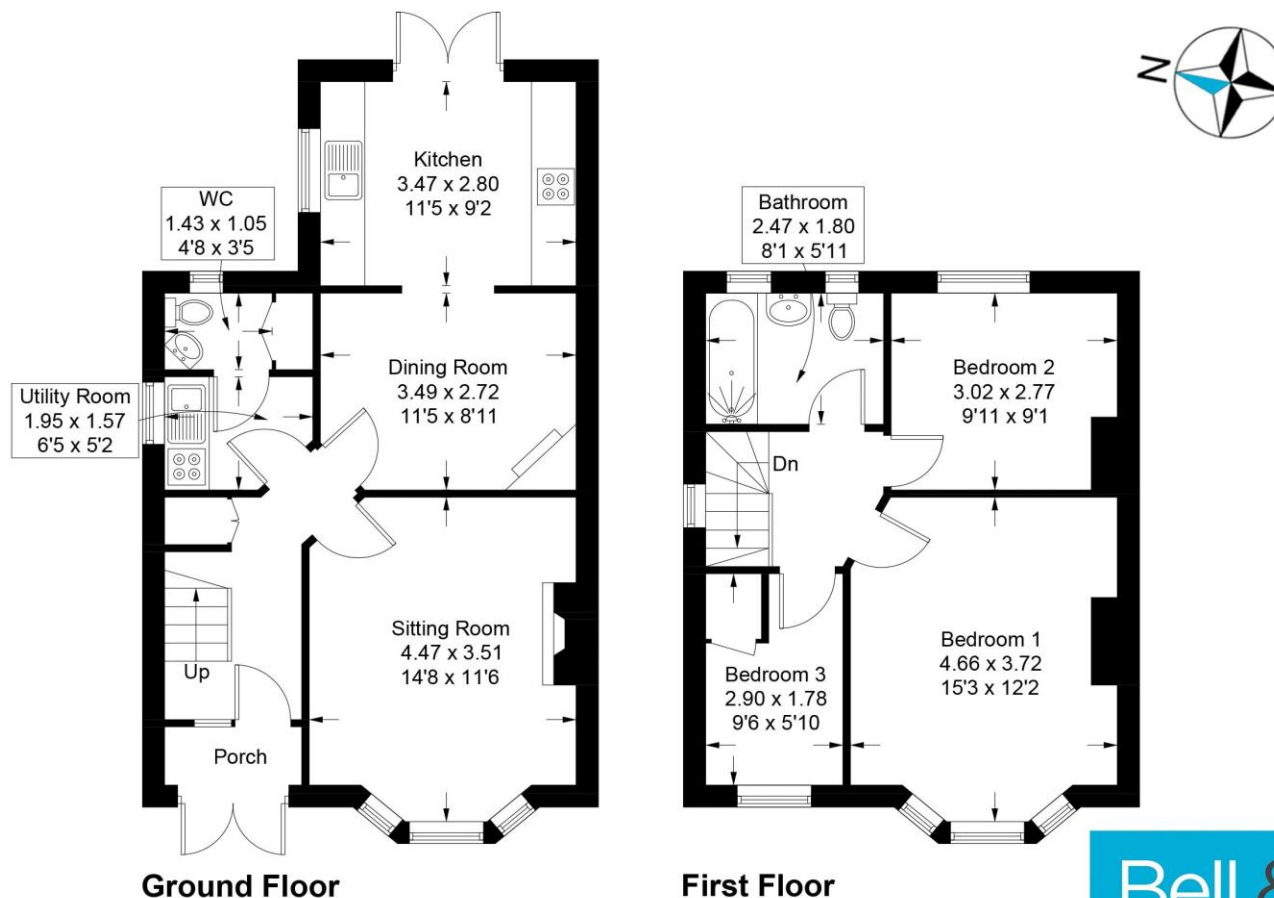 N
Kitchen
3.47 x 2.80
11'5 x 9'2
WC
1.43 x 1.05
4'8 x 3'5
Dining Room
3.49 x 2.72
11'5 x 8'11
Utility Room
1.95 x 1.57
6'5 x 5'2
Sitting Room
4.47 x 3.51
14'8 x 11'6
Up
Porch
Ground Floor
Bathroom
2.47 x 1.80
8'1 x 5'11
Bedroom 2
3.02 x 2.77
9'11 x 9'1
Dn
Bedroom 1
4.66 x 3.72
15'3 x 12'2
Bedroom 3
2.90 x 1.78
9'6 x 5'10
First Floor
Bell &